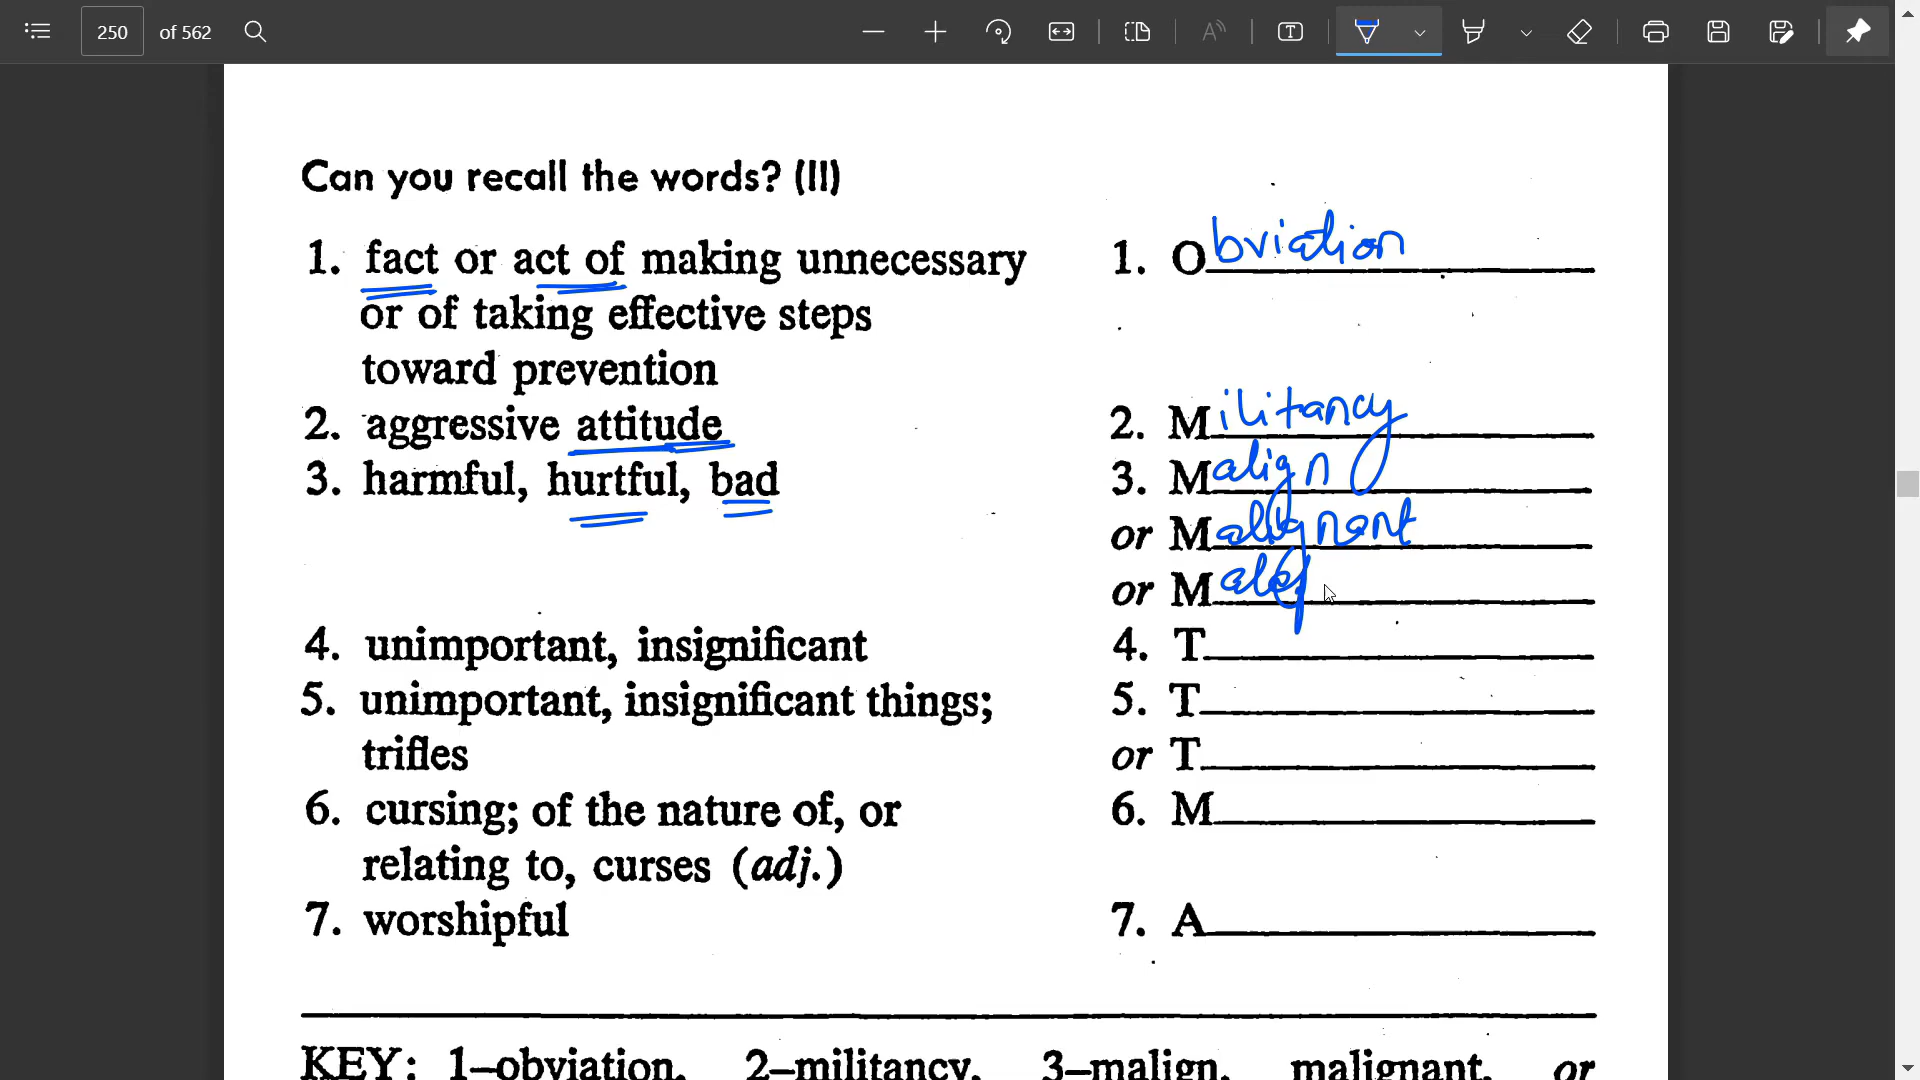 250 of 562
Can you recall the words? (II)
1. fact or act of making unnecessary or of taking effective steps toward prevention
1. Obviation
2. aggressive attitude
2. Militancy
3. harmful, hurtful, bad
3. Malign
or Malignant
or Malef
4. unimportant, insignificant
4. T
5. unimportant, insignificant things; trifles
5. T
or T
6. cursing; of the nature of, or relating to, curses (adj.)
6. M
7. worshipful
7. A
KEY: 1–obviation, 2–militancy, 3–malign, malignant, or